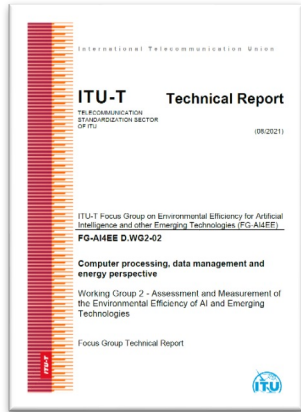 International Telecommunication Union
ITU-T
Technical Report
TELECOMMUNICATION
STANDARDIZATION SECTOR
OF ITU
(08/2021)
ITU-T Focus Group on Environmental Efficiency for Artificial
Intelligence and other Emerging Technologies (FG-AI4EE)
FG-AI4EE D.WG2-02
Computer processing, data management and
energy perspective
Working Group 2 - Assessment and Measurement of
the Environmental Efficiency of AI and Emerging
Technologies
Focus Group Technical Report
ITU-T
ITU